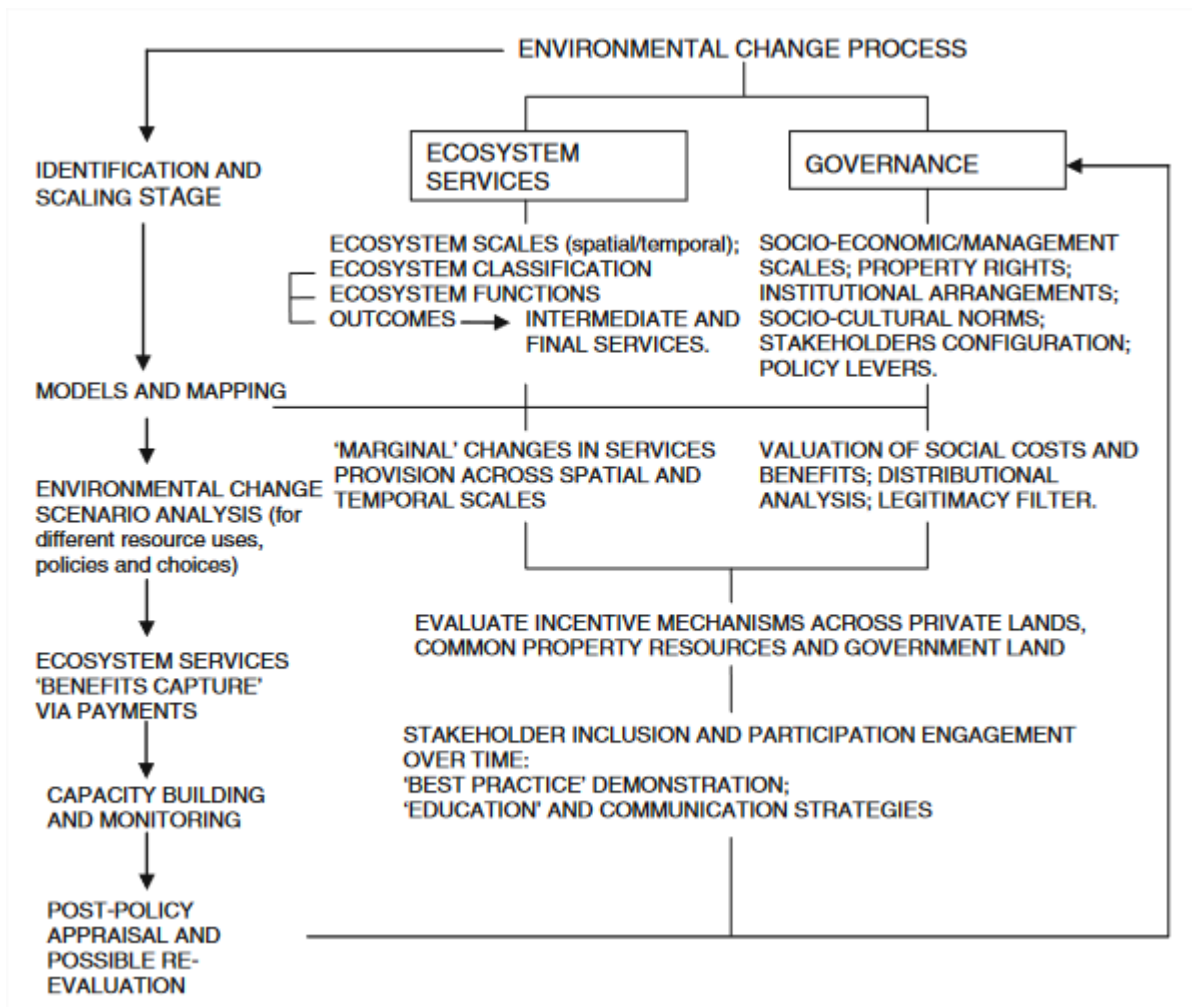 ENVIRONMENTAL CHANGE PROCESS
IDENTIFICATION AND
SCALING STAGE
ECOSYSTEM
SERVICES
GOVERNANCE
ECOSYSTEM SCALES (spatial/temporal);
ECOSYSTEM CLASSIFICATION
ECOSYSTEM FUNCTIONS
OUTCOMES
INTERMEDIATE AND
FINAL SERVICES.
SOCIO-ECONOMIC/MANAGEMENT
SCALES; PROPERTY RIGHTS;
INSTITUTIONAL ARRANGEMENTS;
SOCIO-CULTURAL NORMS;
STAKEHOLDERS CONFIGURATION;
POLICY LEVERS.
MODELS AND MAPPING
‘MARGINAL’ CHANGES IN SERVICES
PROVISION ACROSS SPATIAL AND
TEMPORAL SCALES
VALUATION OF SOCIAL COSTS AND
BENEFITS; DISTRIBUTIONAL
ANALYSIS; LEGITIMACY FILTER.
ENVIRONMENTAL CHANGE
SCENARIO ANALYSIS (for
different resource uses,
policies and choices)
EVALUATE INCENTIVE MECHANISMS ACROSS PRIVATE LANDS,
COMMON PROPERTY RESOURCES AND GOVERNMENT LAND
ECOSYSTEM SERVICES
‘BENEFITS CAPTURE’
VIA PAYMENTS
STAKEHOLDER INCLUSION AND PARTICIPATION ENGAGEMENT
OVER TIME:
‘BEST PRACTICE’ DEMONSTRATION;
‘EDUCATION’ AND COMMUNICATION STRATEGIES
CAPACITY BUILDING
AND MONITORING
POST-POLICY
APPRAISAL AND
POSSIBLE RE-
EVALUATION